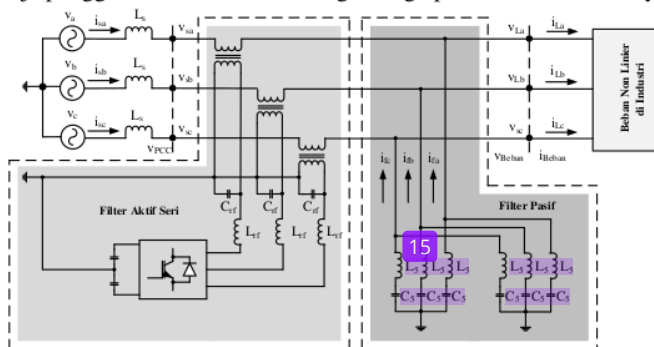 va isa Ls vsa vLa iLa
vb isb Ls vsb vLb iLb
vc isc Ls vsc vsc iLc
vPCC vBeban iBeban
Beban Non Linier
di Industri
ifc ifb ifa
Crf Crf Crf
Filter Aktif Seri
Filter Pasif
Lrf Lrf Lrf
15
L5 L5 L5 L5 L5 L5
C5 C5 C5 C5 C5 C5